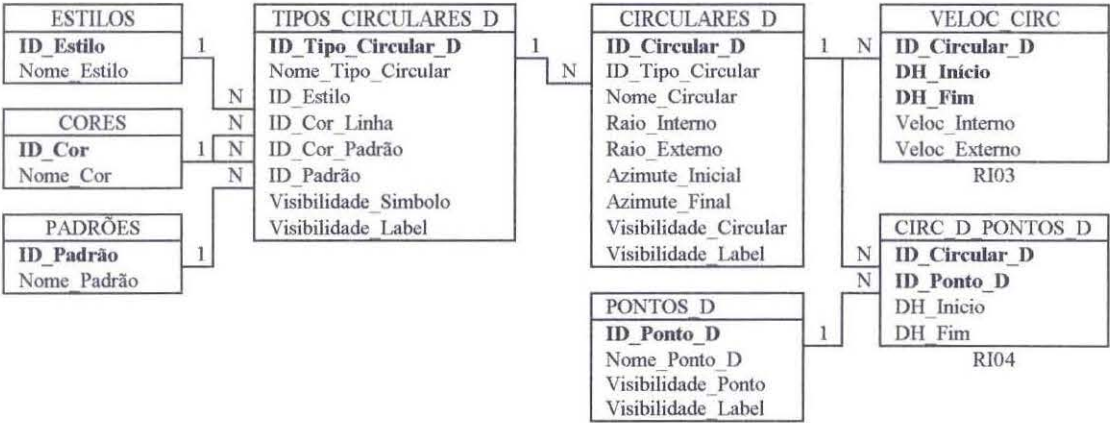 ESTILOS
ID_Estilo
Nome_Estilo
1
CORES
ID_Cor
Nome_Cor
1
PADRÕES
ID_Padrão
Nome_Padrão
1
N
N
N
N
TIPOS_CIRCULARES_D
ID_Tipo_Circular_D
Nome_Tipo_Circular
ID_Estilo
ID_Cor_Linha
ID_Cor_Padrão
ID_Padrão
Visibilidade_Simbolo
Visibilidade_Label
1
N
CIRCULARES_D
ID_Circular_D
ID_Tipo_Circular
Nome_Circular
Raio_Interno
Raio_Externo
Azimute_Inicial
Azimute_Final
Visibilidade_Circular
Visibilidade_Label
1
N
PONTOS_D
ID_Ponto_D
Nome_Ponto_D
Visibilidade_Ponto
Visibilidade_Label
1
VELOC_CIRC
ID_Circular_D
DH_Início
DH_Fim
Veloc_Interno
Veloc_Externo
RI03
N
N
CIRC_D_PONTOS_D
ID_Circular_D
ID_Ponto_D
DH_Inicio
DH_Fim
RI04